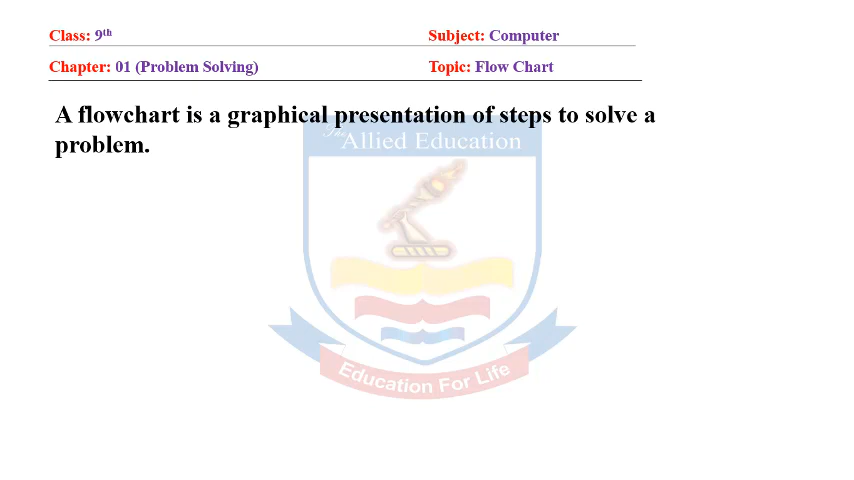 Class: 9th Subject: Computer
Chapter: 01 (Problem Solving) Topic: Flow Chart
A flowchart is a graphical presentation of steps to solve a
problem.
The
Allied Education
Education For Life